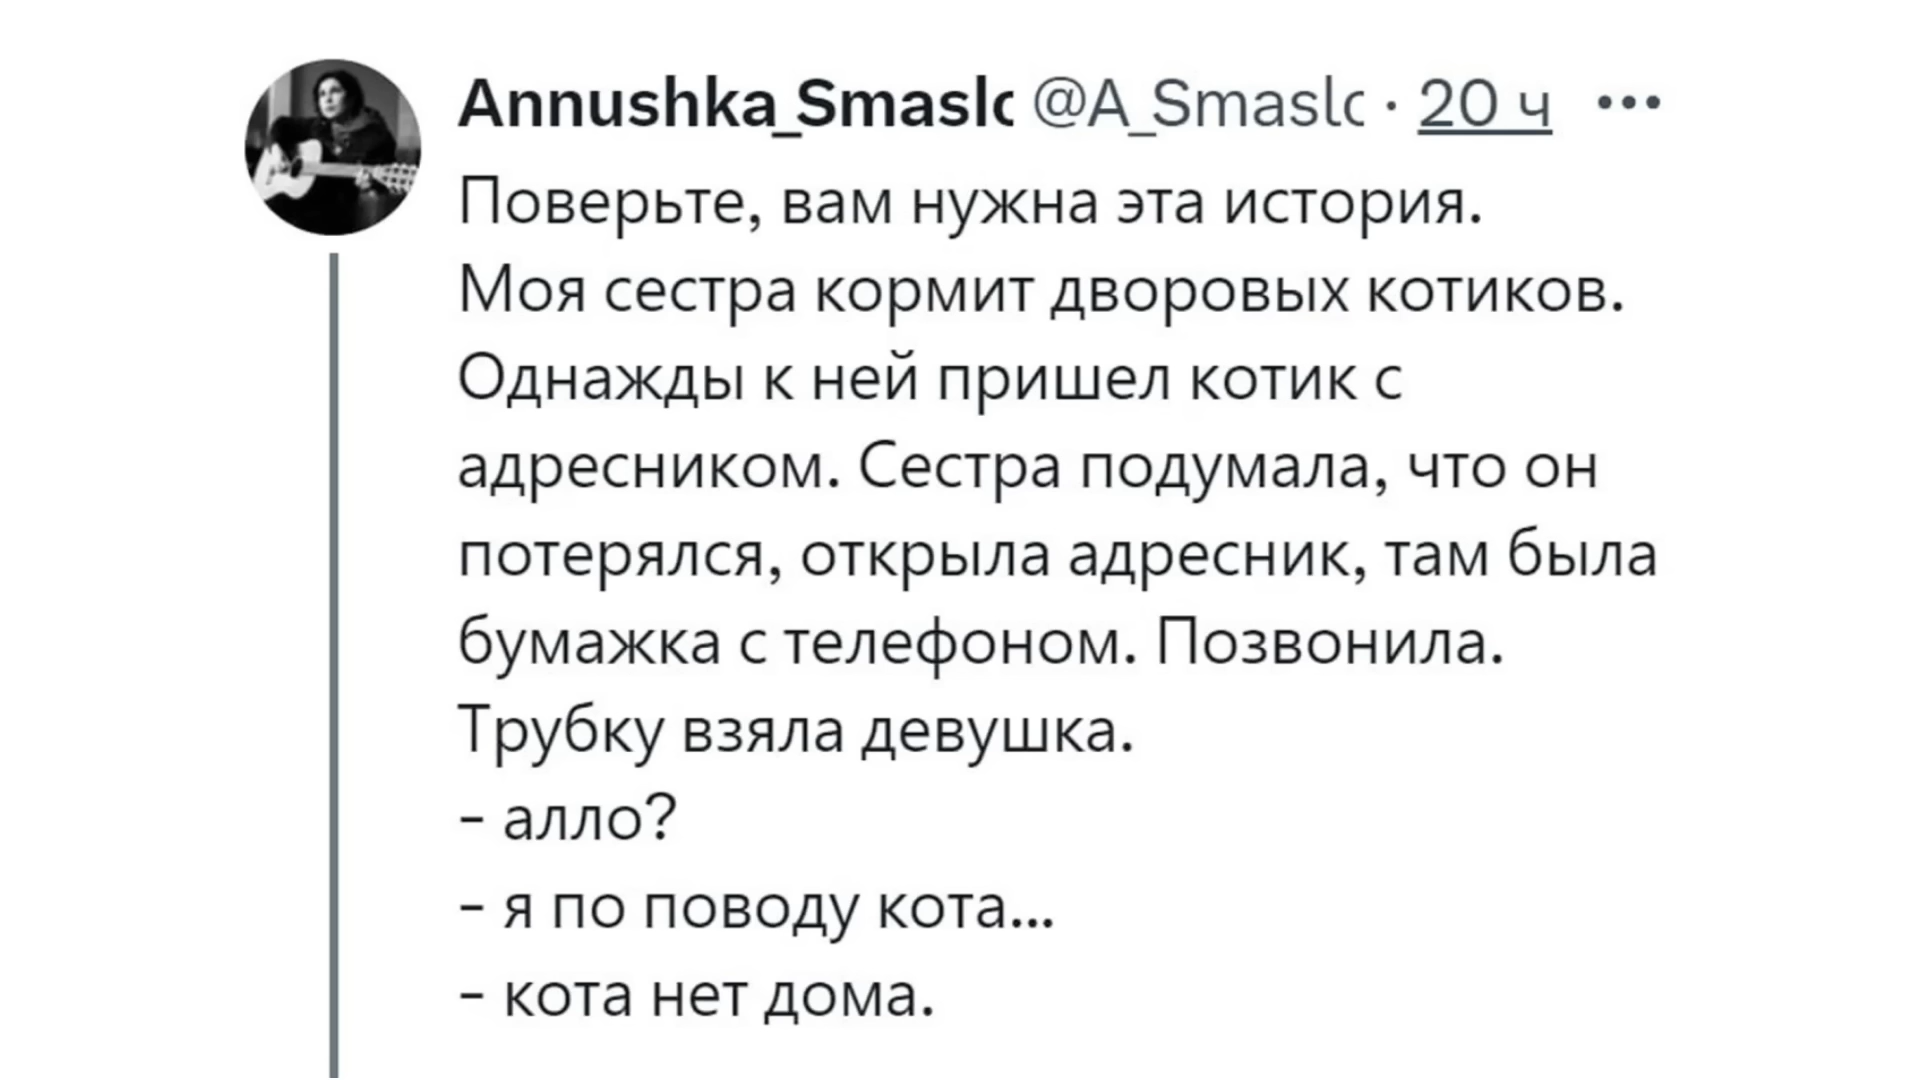 Annushka_Smaslc @A_Smaslc · 20 ч ···
Поверьте, вам нужна эта история.
Моя сестра кормит дворовых котиков.
Однажды к ней пришел котик с
адресником. Сестра подумала, что он
потерялся, открыла адресник, там была
бумажка с телефоном. Позвонила.
Трубку взяла девушка.
- алло?
- я по поводу кота...
- кота нет дома.